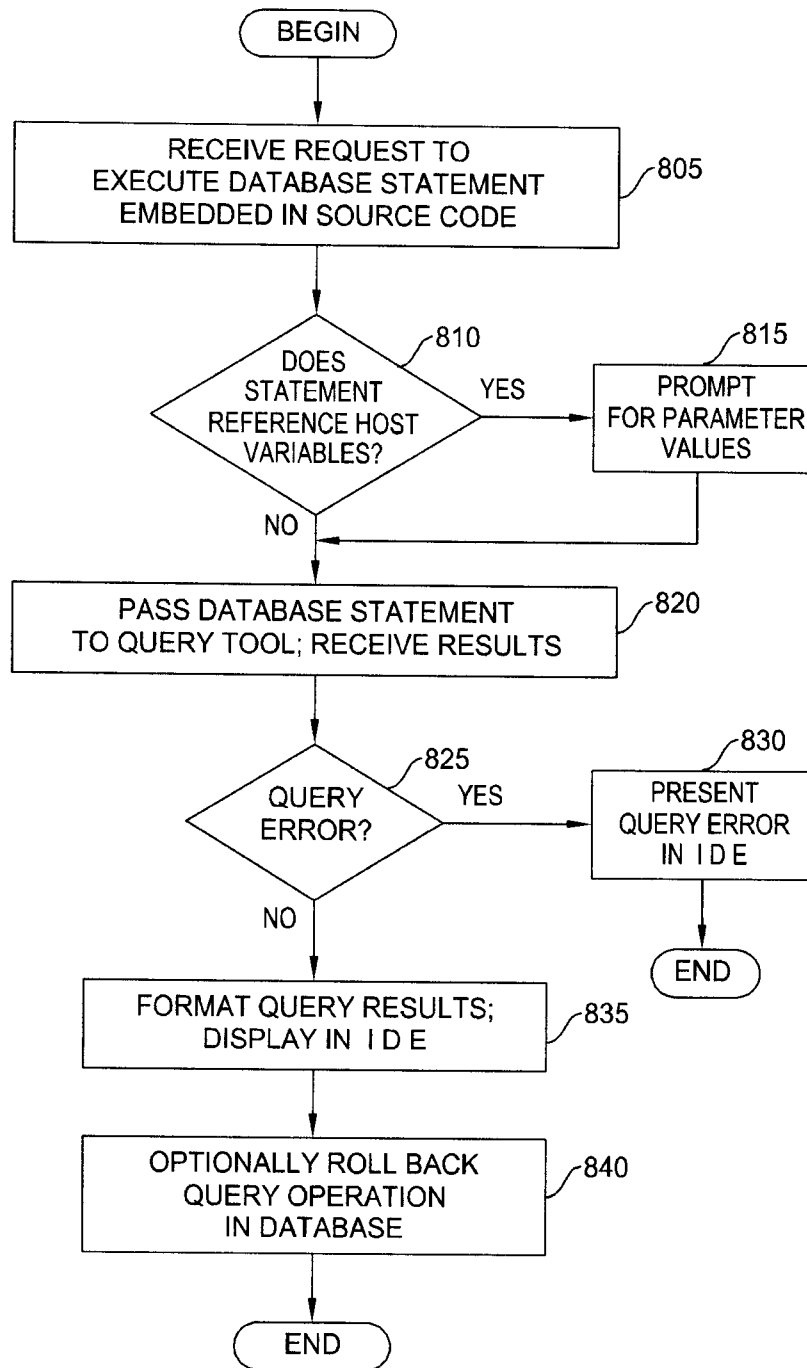 BEGIN
RECEIVE REQUEST TO
EXECUTE DATABASE STATEMENT
EMBEDDED IN SOURCE CODE
805
810
DOES
STATEMENT
REFERENCE HOST
VARIABLES?
YES
815
PROMPT
FOR PARAMETER
VALUES
NO
PASS DATABASE STATEMENT
TO QUERY TOOL; RECEIVE RESULTS
820
825
QUERY
ERROR?
YES
830
PRESENT
QUERY ERROR
IN I D E
END
NO
FORMAT QUERY RESULTS;
DISPLAY IN I D E
835
OPTIONALLY ROLL BACK
QUERY OPERATION
IN DATABASE
840
END